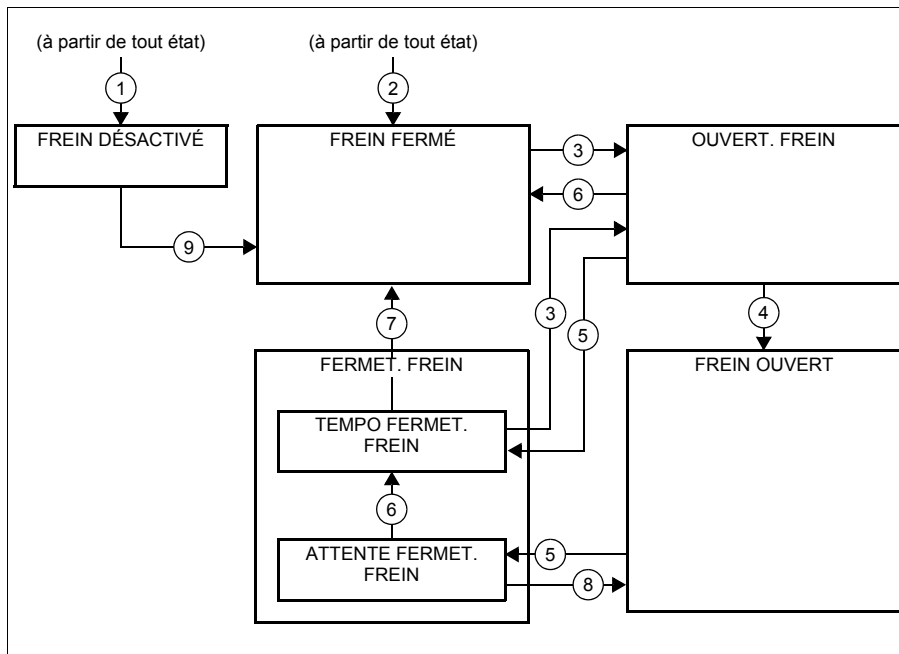 (à partir de tout état)
(à partir de tout état)
1
2
FREIN DÉSACTIVÉ
FREIN FERMÉ
OUVERT. FREIN
3
6
9
3
5
4
7
FERMET. FREIN
FREIN OUVERT
TEMPO FERMET.
FREIN
6
ATTENTE FERMET.
FREIN
5
8